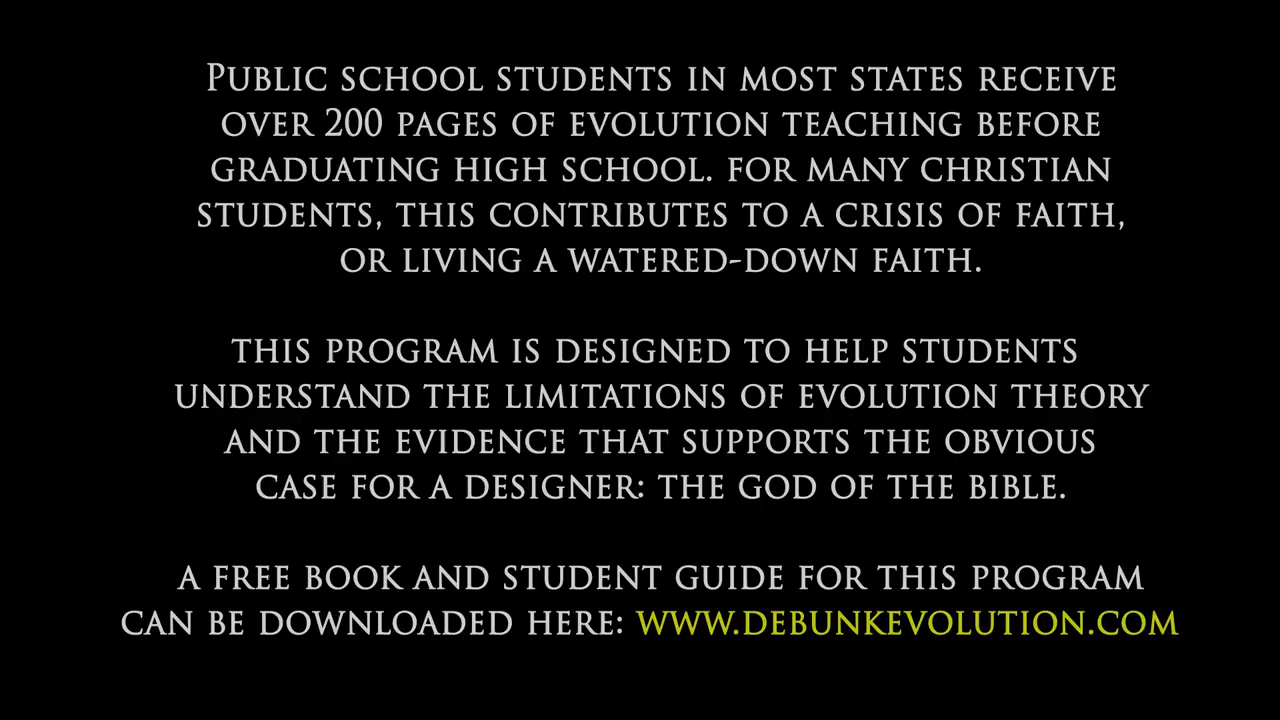 PUBLIC SCHOOL STUDENTS IN MOST STATES RECEIVE
OVER 200 PAGES OF EVOLUTION TEACHING BEFORE
GRADUATING HIGH SCHOOL. FOR MANY CHRISTIAN
STUDENTS, THIS CONTRIBUTES TO A CRISIS OF FAITH,
OR LIVING A WATERED-DOWN FAITH.
THIS PROGRAM IS DESIGNED TO HELP STUDENTS
UNDERSTAND THE LIMITATIONS OF EVOLUTION THEORY
AND THE EVIDENCE THAT SUPPORTS THE OBVIOUS
CASE FOR A DESIGNER: THE GOD OF THE BIBLE.
A FREE BOOK AND STUDENT GUIDE FOR THIS PROGRAM
CAN BE DOWNLOADED HERE: WWW.DEBUNKEVOLUTION.COM